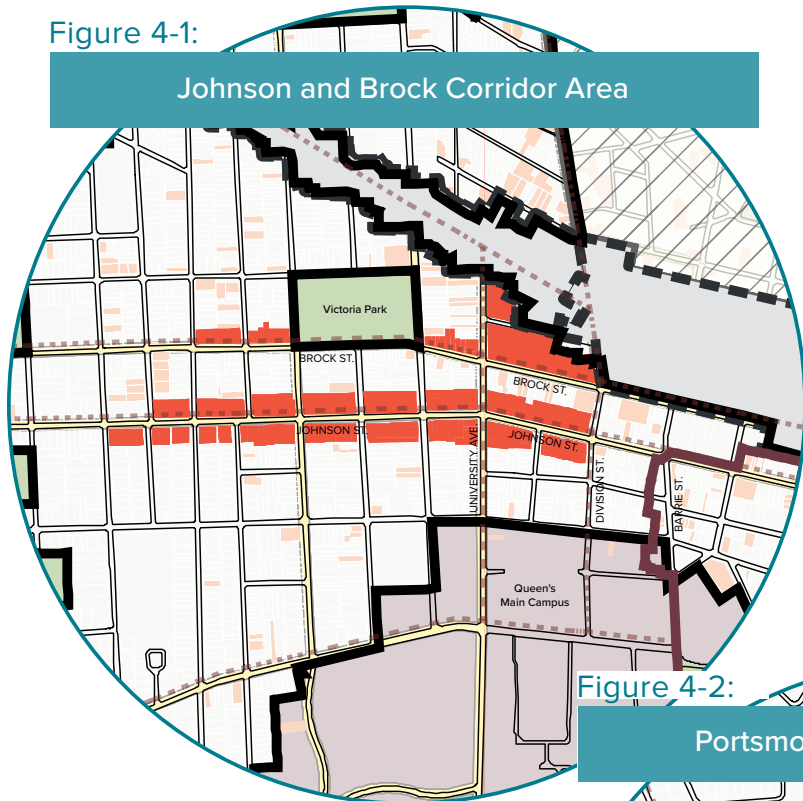 Figure 4-1:
Johnson and Brock Corridor Area
Victoria Park
BROCK ST.
BROCK ST.
JOHNSON ST.
JOHNSON ST.
UNIVERSITY AVE.
DIVISION ST.
BARRIE ST.
Queen's
Main Campus
Figure 4-2: